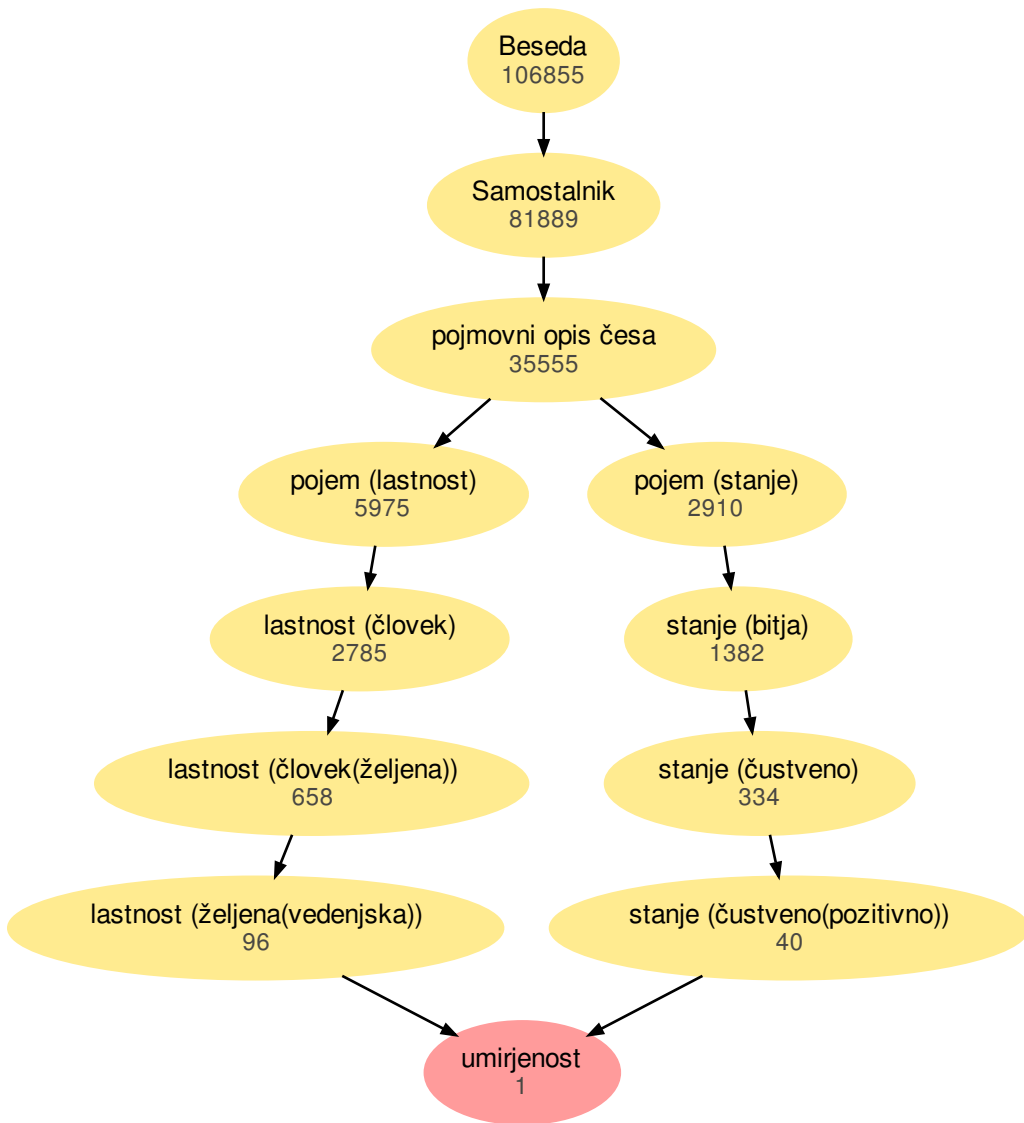 Beseda
106855
Samostalnik
81889
pojmovni opis česa
35555
pojem (lastnost)
5975
pojem (stanje)
2910
lastnost (človek)
2785
stanje (bitja)
1382
lastnost (človek(željena))
658
stanje (čustveno)
334
lastnost (željena(vedenjska))
96
stanje (čustveno(pozitivno))
40
umirjenost
1